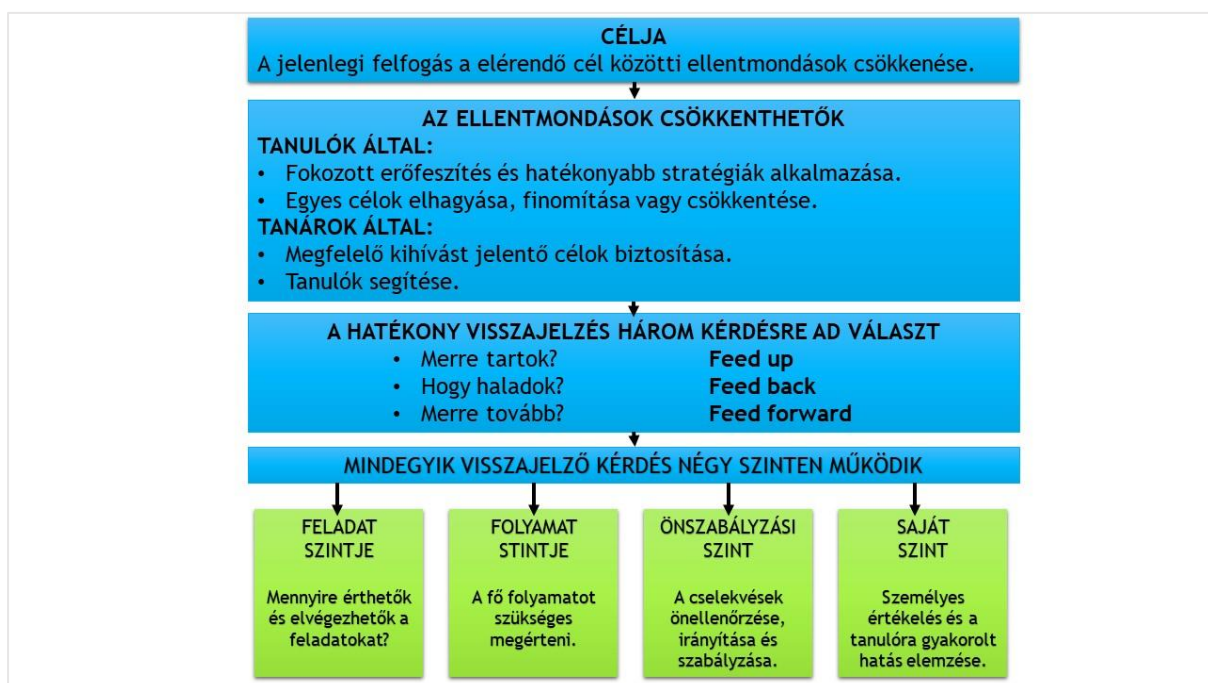 CÉLJA
A jelenlegi felfogás a elérendő cél közötti ellentmondások csökkenése.
AZ ELLENTMONDÁSOK CSÖKKENTHETŐK
TANULÓK ÁLTAL:
• Fokozott erőfeszítés és hatékonyabb stratégiák alkalmazása.
• Egyes célok elhagyása, finomítása vagy csökkentése.
TANÁROK ÁLTAL:
• Megfelelő kihívást jelentő célok biztosítása.
• Tanulók segítése.
A HATÉKONY VISSZAJELZÉS HÁROM KÉRDÉSRE AD VÁLASZT
• Merre tartok? Feed up
• Hogy haladok? Feed back
• Merre tovább? Feed forward
MINDEGYIK VISSZAJELZŐ KÉRDÉS NÉGY SZINTEN MŰKÖDIK
FELADAT
SZINTJE
Mennyire érthetők
és elvégezhetők a
feladatokat?
FOLYAMAT
STINTJE
A fő folyamatot
szükséges
megérteni.
ÖNSZABÁLYZÁSI
SZINT
A cselekvések
önellenőrzése,
irányítása és
szabályzása.
SAJÁT
SZINT
Személyes
értékelés és a
tanulóra gyakorolt
hatás elemzése.